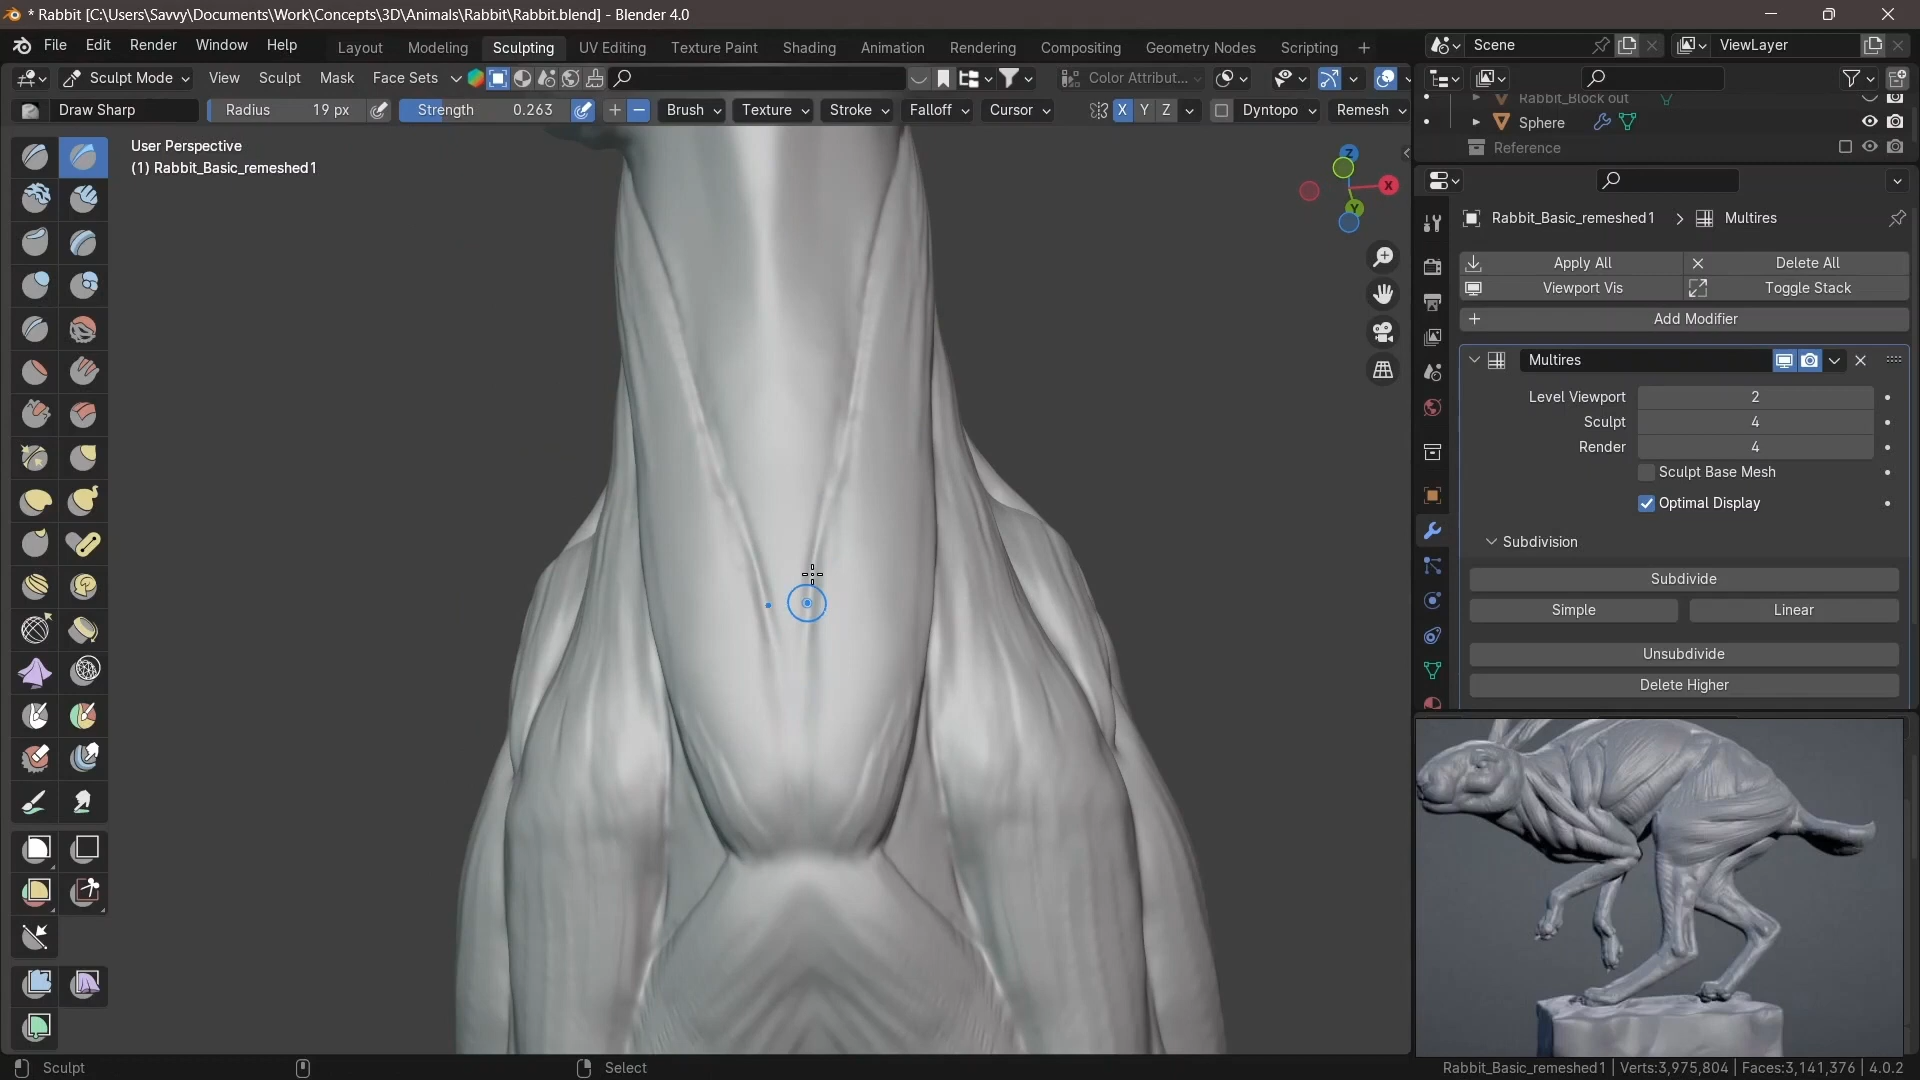 * Rabbit [C:\Users\Savvy\Documents\Work\Concepts\3D\Animals\Rabbit\Rabbit.blend] - Blender 4.0
File Edit Render Window Help Layout Modeling Sculpting UV Editing Texture Paint Shading Animation Rendering Compositing Geometry Nodes Scripting + Scene ViewLayer
Sculpt Mode View Sculpt Mask Face Sets Color Attribut...
Draw Sharp Radius 19 px Strength 0.263 Brush Texture Stroke Falloff Cursor X Y Z Dyntopo Remesh
User Perspective
(1) Rabbit_Basic_remeshed1
Z
X
Y
Rabbit_Block out
Sphere
Reference
Rabbit_Basic_remeshed1 > Multires
Apply All Delete All
Viewport Vis Toggle Stack
Add Modifier
Multires
Level Viewport 2
Sculpt 4
Render 4
Sculpt Base Mesh
Optimal Display
Subdivision
Subdivide
Simple Linear
Unsubdivide
Delete Higher
Sculpt Select Rabbit_Basic_remeshed1 | Verts:3,975,804 | Faces:3,141,376 | 4.0.2